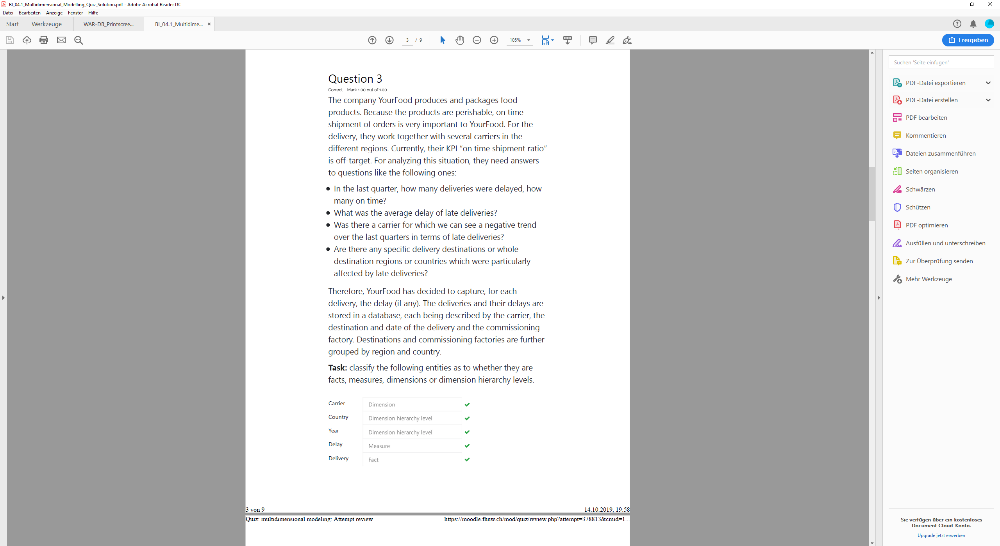 BI_04.1_Multidimensional_Modelling_Quiz_Solution.pdf - Adobe Acrobat Reader DC
Datei Bearbeiten Anzeige Fenster Hilfe
Start Werkzeuge WAR-DB_Printscree... BI_04.1_Multidime... ×
3 / 9 105% Freigeben
Question 3
Correct Mark 1.00 out of 1.00
The company YourFood produces and packages food
products. Because the products are perishable, on time
shipment of orders is very important to YourFood. For the
delivery, they work together with several carriers in the
different regions. Currently, their KPI “on time shipment ratio”
is off-target. For analyzing this situation, they need answers
to questions like the following ones:
● In the last quarter, how many deliveries were delayed, how
many on time?
● What was the average delay of late deliveries?
● Was there a carrier for which we can see a negative trend
over the last quarters in terms of late deliveries?
● Are there any specific delivery destinations or whole
destination regions or countries which were particularly
affected by late deliveries?
Therefore, YourFood has decided to capture, for each
delivery, the delay (if any). The deliveries and their delays are
stored in a database, each being described by the carrier, the
destination and date of the delivery and the commissioning
factory. Destinations and commissioning factories are further
grouped by region and country.
Task: classify the following entities as to whether they are
facts, measures, dimensions or dimension hierarchy levels.
Carrier Dimension
Country Dimension hierarchy level
Year Dimension hierarchy level
Delay Measure
Delivery Fact
3 von 9 14.10.2019, 19:58
Quiz: multidimensional modeling: Attempt review https://moodle.fhnw.ch/mod/quiz/review.php?attempt=378813&cmid=1...
Suchen 'Seite einfügen'
PDF-Datei exportieren
PDF-Datei erstellen
PDF bearbeiten
Kommentieren
Dateien zusammenführen
Seiten organisieren
Schwärzen
Schützen
PDF optimieren
Ausfüllen und unterschreiben
Zur Überprüfung senden
Mehr Werkzeuge
Sie verfügen über ein kostenloses
Document Cloud-Konto.
Upgrade jetzt erwerben